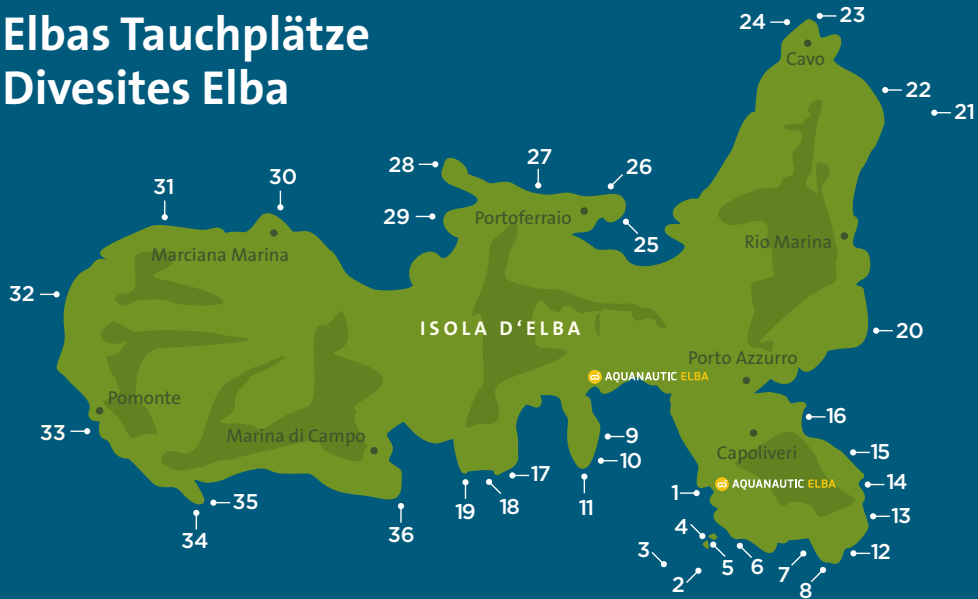 Elbas Tauchplätze
Divesites Elba
24
23
Cavo
22
21
28
27
26
31
30
29
Portoferraio
25
Marciana Marina
Rio Marina
32
ISOLA D'ELBA
20
Porto Azzurro
AQUANAUTIC ELBA
Pomonte
16
33
Marina di Campo
9
Capoliveri
15
10
17
14
AQUANAUTIC ELBA
1
35
19
18
11
13
34
36
4
3
5
6
7
12
2
8